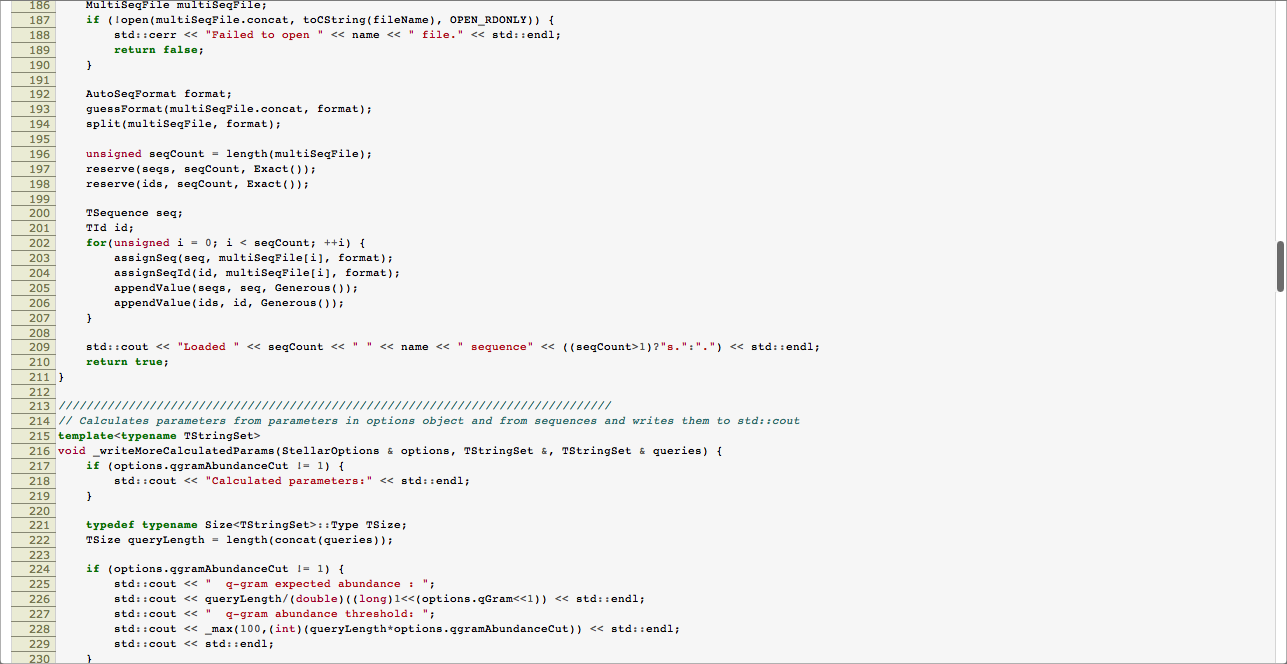 186     MultiSeqFile multiSeqFile;
187     if (!open(multiSeqFile.concat, toCString(fileName), OPEN_RDONLY)) {
188         std::cerr << "Failed to open " << name << " file." << std::endl;
189         return false;
190     }
191
192     AutoSeqFormat format;
193     guessFormat(multiSeqFile.concat, format);
194     split(multiSeqFile, format);
195
196     unsigned seqCount = length(multiSeqFile);
197     reserve(seqs, seqCount, Exact());
198     reserve(ids, seqCount, Exact());
199
200     TSequence seq;
201     TId id;
202     for(unsigned i = 0; i < seqCount; ++i) {
203         assignSeq(seq, multiSeqFile[i], format);
204         assignSeqId(id, multiSeqFile[i], format);
205         appendValue(seqs, seq, Generous());
206         appendValue(ids, id, Generous());
207     }
208
209     std::cout << "Loaded " << seqCount << " " << name << " sequence" << ((seqCount>1)?"s.":".") << std::endl;
210     return true;
211 }
212
213 ///////////////////////////////////////////////////////////////////////////////
214 // Calculates parameters from parameters in options object and from sequences and writes them to std::cout
215 template<typename TStringSet>
216 void _writeMoreCalculatedParams(StellarOptions & options, TStringSet &, TStringSet & queries) {
217     if (options.qgramAbundanceCut != 1) {
218         std::cout << "Calculated parameters:" << std::endl;
219     }
220
221     typedef typename Size<TStringSet>::Type TSize;
222     TSize queryLength = length(concat(queries));
223
224     if (options.qgramAbundanceCut != 1) {
225         std::cout << "  q-gram expected abundance : ";
226         std::cout << queryLength/(double)((long)1<<(options.qGram<<1)) << std::endl;
227         std::cout << "  q-gram abundance threshold: ";
228         std::cout << _max(100,(int)(queryLength*options.qgramAbundanceCut)) << std::endl;
229         std::cout << std::endl;
230     }